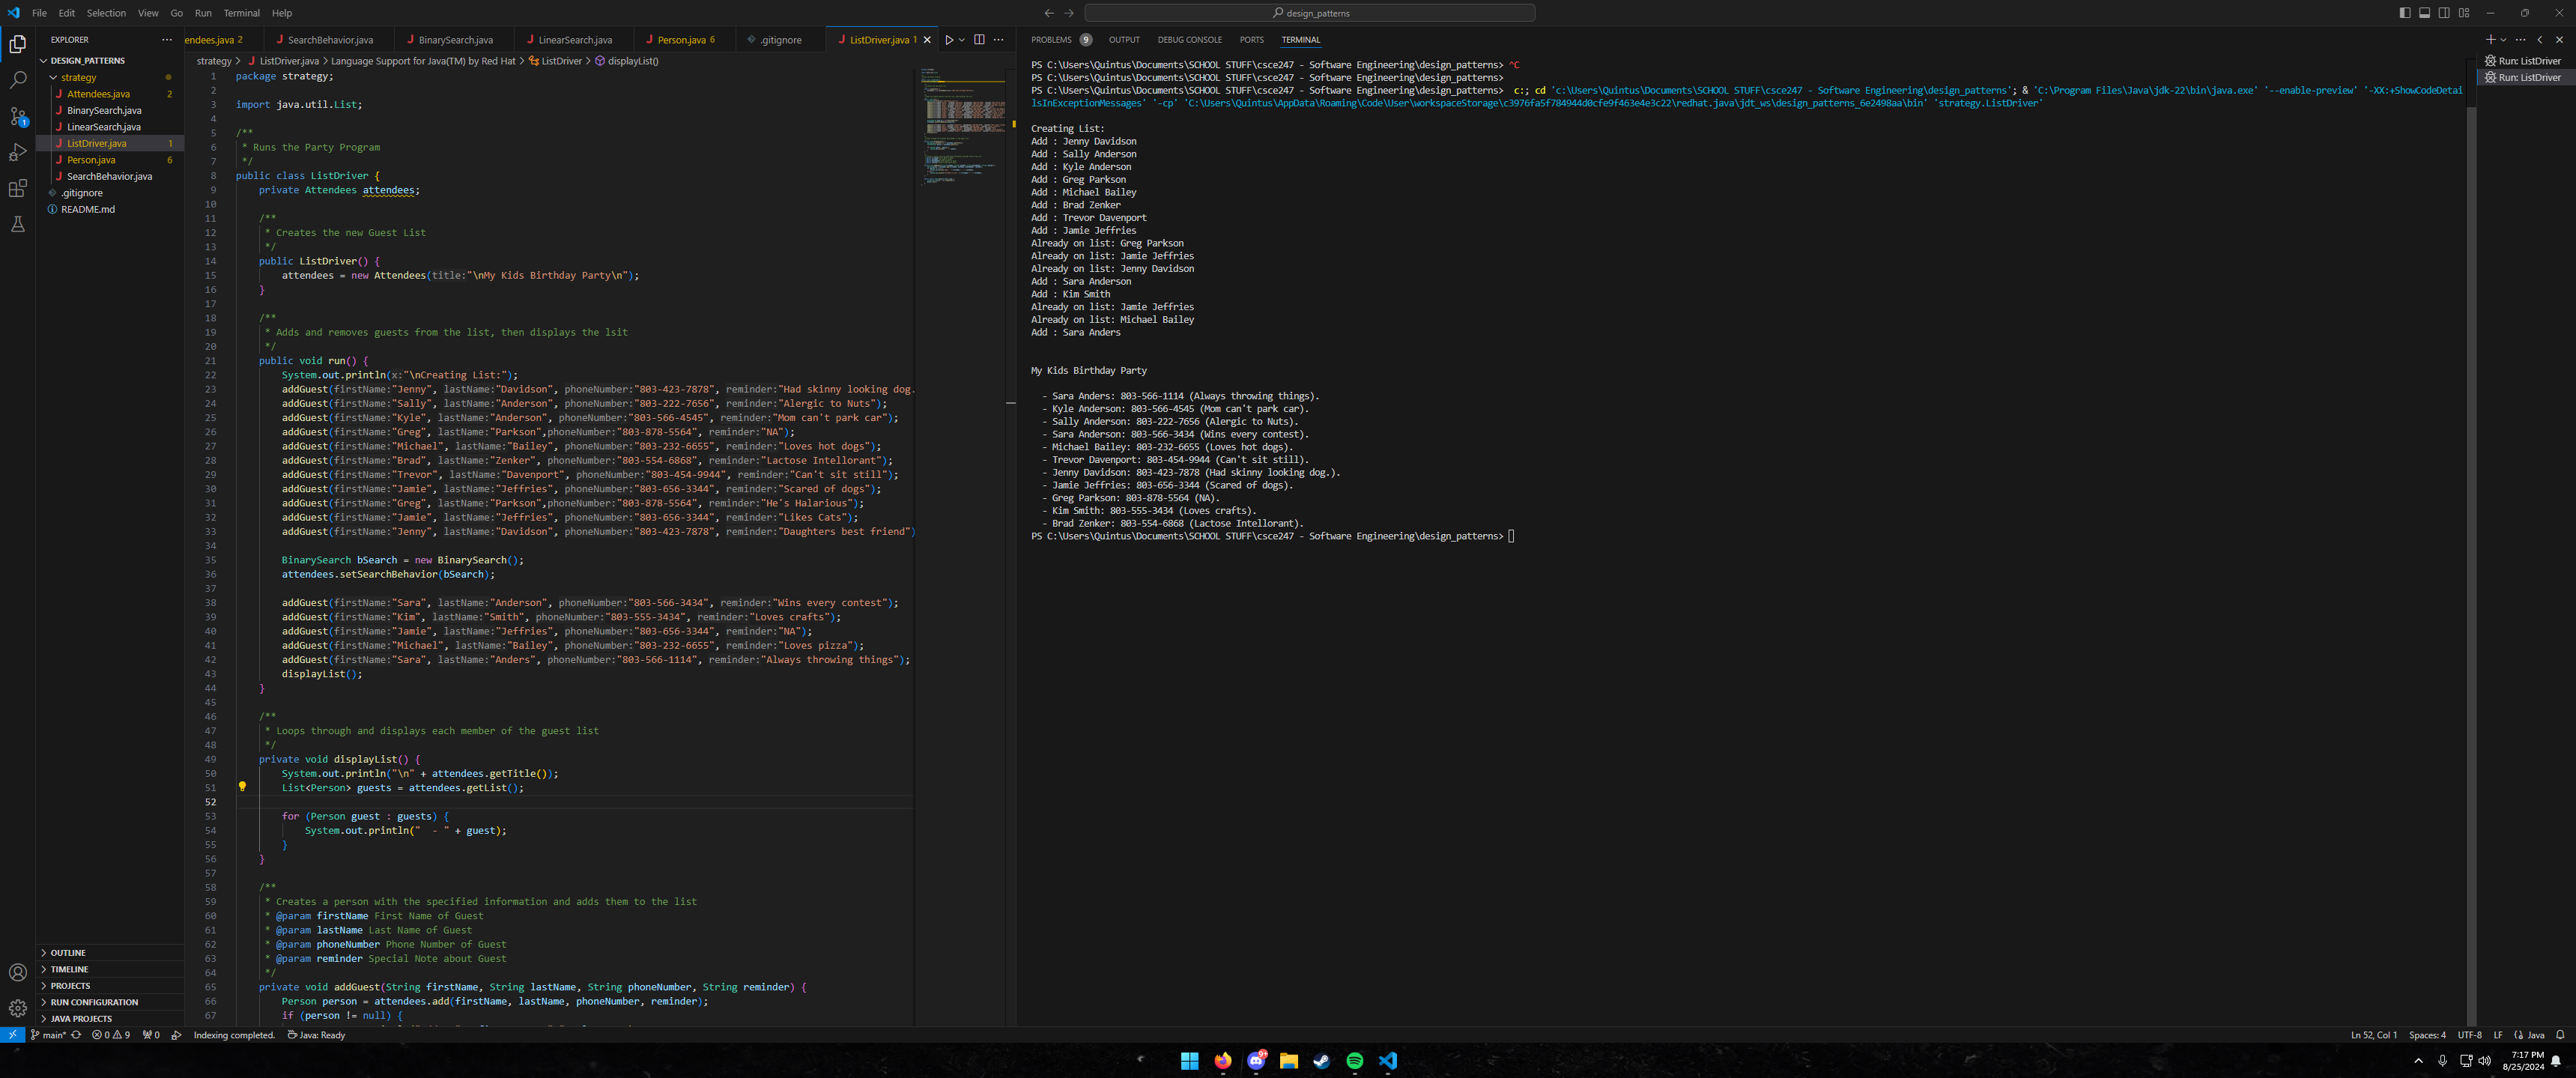 File Edit Selection View Go Run Terminal Help
design_patterns
EXPLORER
DESIGN_PATTERNS
strategy
Attendees.java 2
BinarySearch.java
LinearSearch.java
ListDriver.java 1
Person.java 6
SearchBehavior.java
.gitignore
README.md
OUTLINE
TIMELINE
PROJECTS
RUN CONFIGURATION
JAVA PROJECTS
endees.java 2 SearchBehavior.java BinarySearch.java LinearSearch.java Person.java 6 .gitignore ListDriver.java 1
strategy > ListDriver.java > Language Support for Java(TM) by Red Hat > ListDriver > displayList()
1 package strategy;
2
3 import java.util.List;
4
5 /**
6 * Runs the Party Program
7 */
8 public class ListDriver {
9 private Attendees attendees;
10
11 /**
12 * Creates the new Guest List
13 */
14 public ListDriver() {
15 attendees = new Attendees(title:"\nMy Kids Birthday Party\n");
16 }
17
18 /**
19 * Adds and removes guests from the list, then displays the lsit
20 */
21 public void run() {
22 System.out.println(x:"\nCreating List:");
23 addGuest(firstName:"Jenny", lastName:"Davidson", phoneNumber:"803-423-7878", reminder:"Had skinny looking dog.
24 addGuest(firstName:"Sally", lastName:"Anderson", phoneNumber:"803-222-7656", reminder:"Alergic to Nuts");
25 addGuest(firstName:"Kyle", lastName:"Anderson", phoneNumber:"803-566-4545", reminder:"Mom can't park car");
26 addGuest(firstName:"Greg", lastName:"Parkson",phoneNumber:"803-878-5564", reminder:"NA");
27 addGuest(firstName:"Michael", lastName:"Bailey", phoneNumber:"803-232-6655", reminder:"Loves hot dogs");
28 addGuest(firstName:"Brad", lastName:"Zenker", phoneNumber:"803-554-6868", reminder:"Lactose Intellorant");
29 addGuest(firstName:"Trevor", lastName:"Davenport", phoneNumber:"803-454-9944", reminder:"Can't sit still");
30 addGuest(firstName:"Jamie", lastName:"Jeffries", phoneNumber:"803-656-3344", reminder:"Scared of dogs");
31 addGuest(firstName:"Greg", lastName:"Parkson",phoneNumber:"803-878-5564", reminder:"He's Halarious");
32 addGuest(firstName:"Jamie", lastName:"Jeffries", phoneNumber:"803-656-3344", reminder:"Likes Cats");
33 addGuest(firstName:"Jenny", lastName:"Davidson", phoneNumber:"803-423-7878", reminder:"Daughters best friend")
34
35 BinarySearch bSearch = new BinarySearch();
36 attendees.setSearchBehavior(bSearch);
37
38 addGuest(firstName:"Sara", lastName:"Anderson", phoneNumber:"803-566-3434", reminder:"Wins every contest");
39 addGuest(firstName:"Kim", lastName:"Smith", phoneNumber:"803-555-3434", reminder:"Loves crafts");
40 addGuest(firstName:"Jamie", lastName:"Jeffries", phoneNumber:"803-656-3344", reminder:"NA");
41 addGuest(firstName:"Michael", lastName:"Bailey", phoneNumber:"803-232-6655", reminder:"Loves pizza");
42 addGuest(firstName:"Sara", lastName:"Anders", phoneNumber:"803-566-1114", reminder:"Always throwing things");
43 displayList();
44 }
45
46 /**
47 * Loops through and displays each member of the guest list
48 */
49 private void displayList() {
50 System.out.println("\n" + attendees.getTitle());
51 List<Person> guests = attendees.getList();
52
53 for (Person guest : guests) {
54 System.out.println("  - " + guest);
55 }
56 }
57
58 /**
59 * Creates a person with the specified information and adds them to the list
60 * @param firstName First Name of Guest
61 * @param lastName Last Name of Guest
62 * @param phoneNumber Phone Number of Guest
63 * @param reminder Special Note about Guest
64 */
65 private void addGuest(String firstName, String lastName, String phoneNumber, String reminder) {
66 Person person = attendees.add(firstName, lastName, phoneNumber, reminder);
67 if (person != null) {
PROBLEMS 9 OUTPUT DEBUG CONSOLE PORTS TERMINAL
Run: ListDriver
Run: ListDriver
PS C:\Users\Quintus\Documents\SCHOOL STUFF\csce247 - Software Engineering\design_patterns> ^C
PS C:\Users\Quintus\Documents\SCHOOL STUFF\csce247 - Software Engineering\design_patterns>
PS C:\Users\Quintus\Documents\SCHOOL STUFF\csce247 - Software Engineering\design_patterns>  c:; cd 'c:\Users\Quintus\Documents\SCHOOL STUFF\csce247 - Software Engineering\design_patterns'; & 'C:\Program Files\Java\jdk-22\bin\java.exe' '--enable-preview' '-XX:+ShowCodeDetai
lsInExceptionMessages' '-cp' 'C:\Users\Quintus\AppData\Roaming\Code\User\workspaceStorage\c3976fa5f784944d0cfe9f463e4e3c22\redhat.java\jdt_ws\design_patterns_6e2498aa\bin' 'strategy.ListDriver'
Creating List:
Add : Jenny Davidson
Add : Sally Anderson
Add : Kyle Anderson
Add : Greg Parkson
Add : Michael Bailey
Add : Brad Zenker
Add : Trevor Davenport
Add : Jamie Jeffries
Already on list: Greg Parkson
Already on list: Jamie Jeffries
Already on list: Jenny Davidson
Add : Sara Anderson
Add : Kim Smith
Already on list: Jamie Jeffries
Already on list: Michael Bailey
Add : Sara Anders
My Kids Birthday Party
- Sara Anders: 803-566-1114 (Always throwing things).
- Kyle Anderson: 803-566-4545 (Mom can't park car).
- Sally Anderson: 803-222-7656 (Alergic to Nuts).
- Sara Anderson: 803-566-3434 (Wins every contest).
- Michael Bailey: 803-232-6655 (Loves hot dogs).
- Trevor Davenport: 803-454-9944 (Can't sit still).
- Jenny Davidson: 803-423-7878 (Had skinny looking dog.).
- Jamie Jeffries: 803-656-3344 (Scared of dogs).
- Greg Parkson: 803-878-5564 (NA).
- Kim Smith: 803-555-3434 (Loves crafts).
- Brad Zenker: 803-554-6868 (Lactose Intellorant).
PS C:\Users\Quintus\Documents\SCHOOL STUFF\csce247 - Software Engineering\design_patterns>
main* 0 9 0 Indexing completed. Java: Ready
Ln 52, Col 1 Spaces: 4 UTF-8 LF Java
7:17 PM
8/25/2024